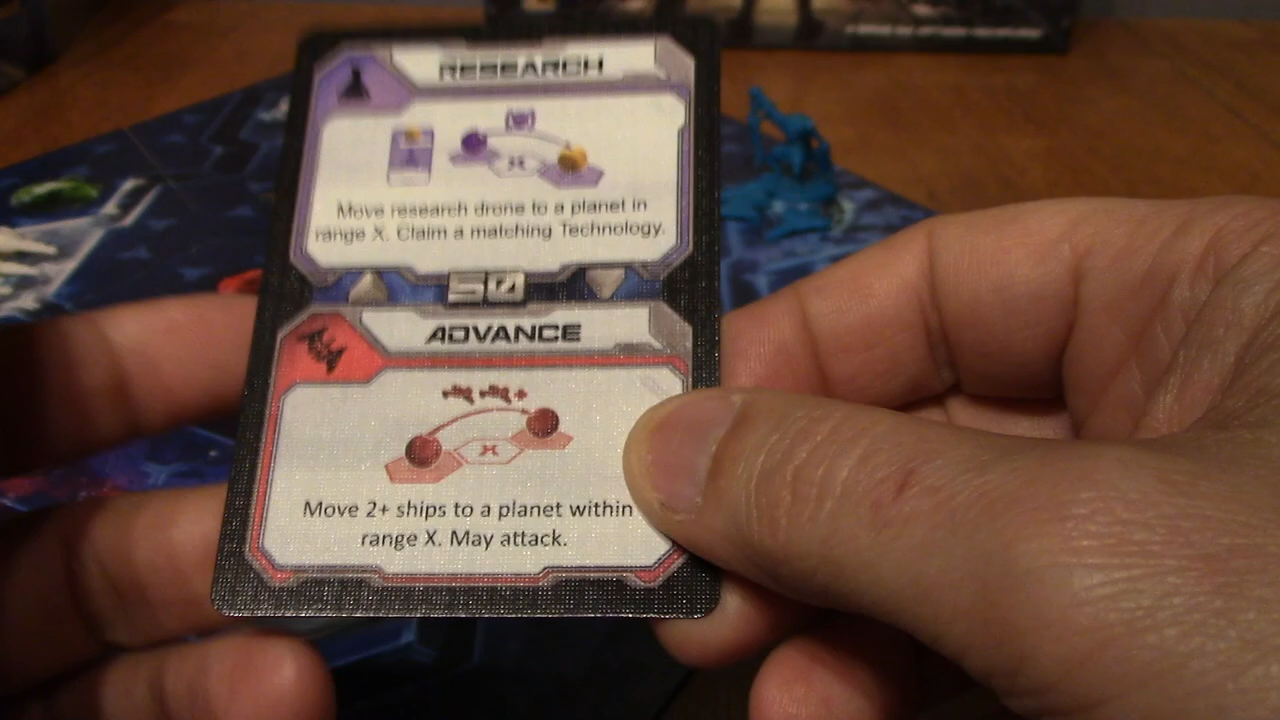 RESEARCH
X
Move research drone to a planet in
range X. Claim a matching Technology.
50
ADVANCE
X
Move 2+ ships to a planet within
range X. May attack.